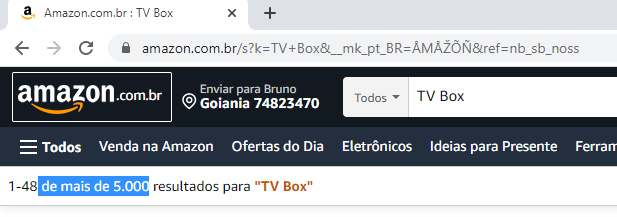 Amazon.com.br : TV Box
amazon.com.br/s?k=TV+Box&__mk_pt_BR=ÅMÅŽÕÑ&ref=nb_sb_noss
amazon.com.br
Enviar para Bruno
Goiania 74823470
Todos
TV Box
Todos
Venda na Amazon
Ofertas do Dia
Eletrônicos
Ideias para Presente
Ferram
1-48 de mais de 5.000 resultados para "TV Box"